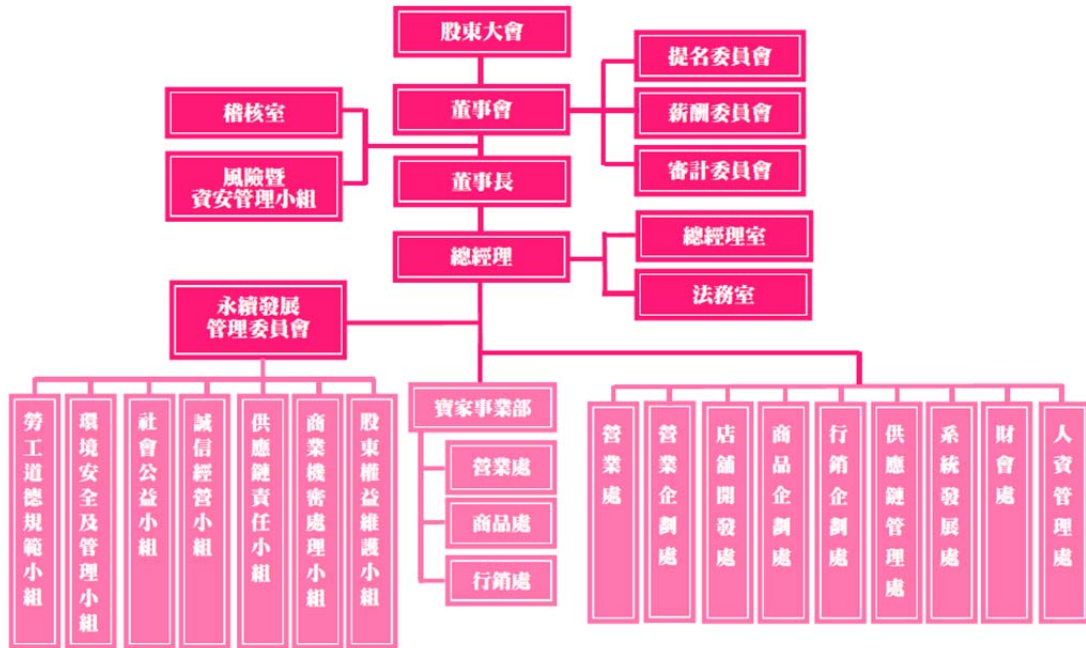 股東大會
提名委員會
稽核室
董事會
薪酬委員會
風險暨
資安管理小組
董事長
審計委員會
總經理
總經理室
法務室
永續發展
管理委員會
勞工道德規範小組
環境安全及管理小組
社會公益小組
誠信經營小組
供應鏈責任小組
商業機密處理小組
股東權益維護小組
寶家事業部
營業處
商品處
行銷處
營業處
營業企劃處
店舖開發處
商品企劃處
行銷企劃處
供應鏈管理處
系統發展處
財會處
人資管理處